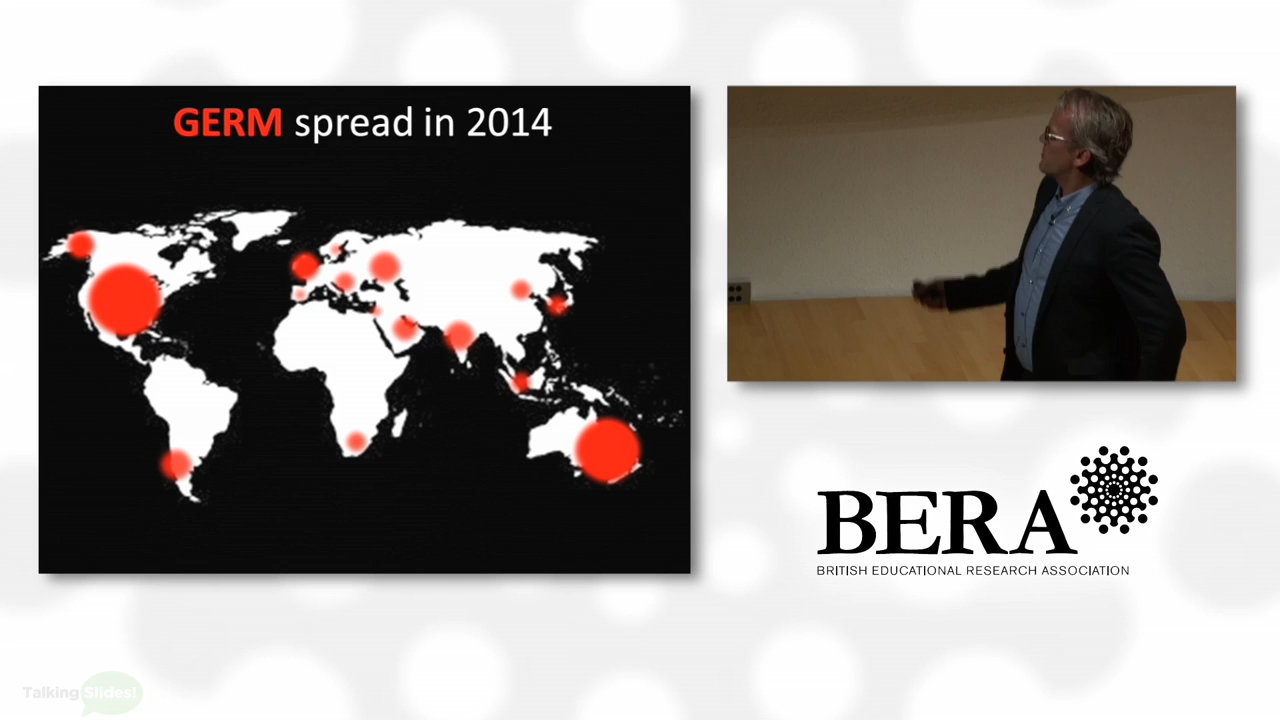 GERM spread in 2014
BERA
BRITISH EDUCATIONAL RESEARCH ASSOCIATION
Talking Slides!